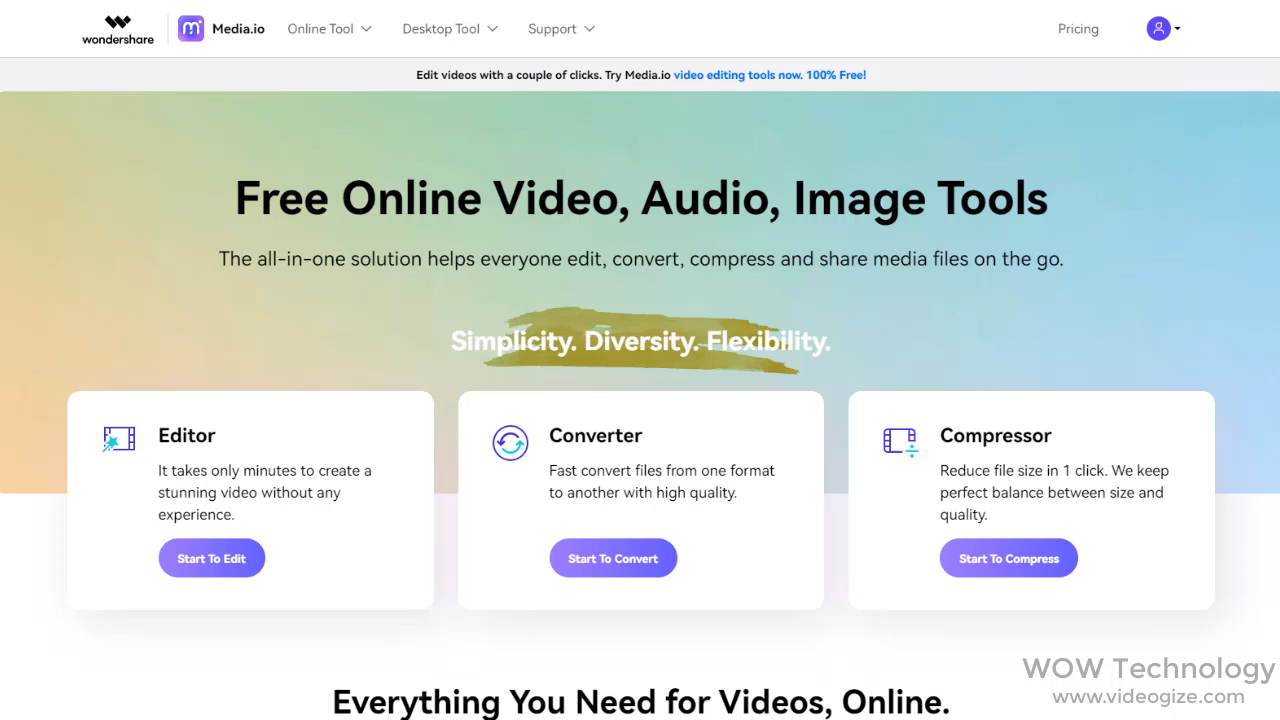 wondershare
Media.io
Online Tool
Desktop Tool
Support
Pricing
Edit videos with a couple of clicks. Try Media.io video editing tools now. 100% Free!
Free Online Video, Audio, Image Tools
The all-in-one solution helps everyone edit, convert, compress and share media files on the go.
Simplicity. Diversity. Flexibility.
Editor
It takes only minutes to create a
stunning video without any
experience.
Start To Edit
Converter
Fast convert files from one format
to another with high quality.
Start To Convert
Compressor
Reduce file size in 1 click. We keep
perfect balance between size and
quality.
Start To Compress
Everything You Need for Videos, Online.
WOW Technology
www.videogize.com